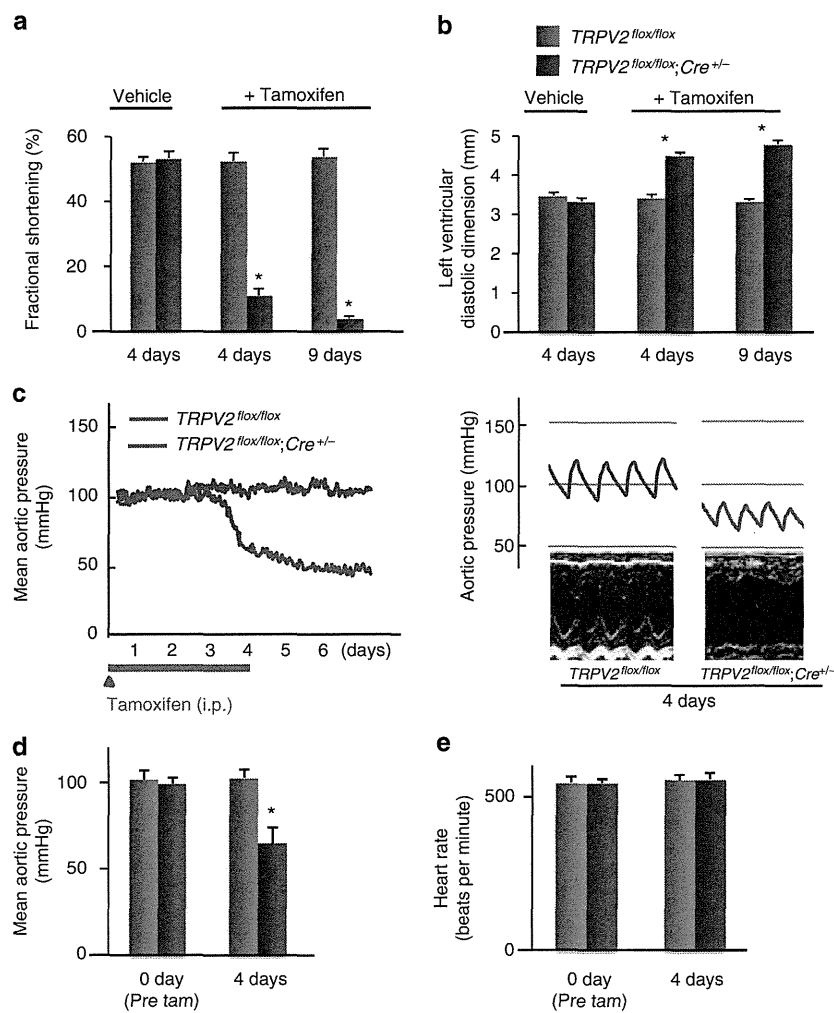 a
Vehicle
+ Tamoxifen
Fractional shortening (%)
60
40
20
0
4 days
4 days
9 days
*
*
b
TRPV2flox/flox
TRPV2flox/flox;Cre+/–
Vehicle
+ Tamoxifen
Left ventricular
diastolic dimension (mm)
5
4
3
2
1
0
*
*
4 days
4 days
9 days
c
Mean aortic pressure
(mmHg)
150
100
50
0
TRPV2flox/flox
TRPV2flox/flox;Cre+/–
1 2 3 4 5 6 (days)
Tamoxifen (i.p.)
Aortic pressure (mmHg)
150
100
50
TRPV2flox/flox
TRPV2flox/flox;Cre+/–
4 days
d
Mean aortic pressure
(mmHg)
100
50
0
*
0 day
(Pre tam)
4 days
e
Heart rate
(beats per minute)
500
0
0 day
(Pre tam)
4 days